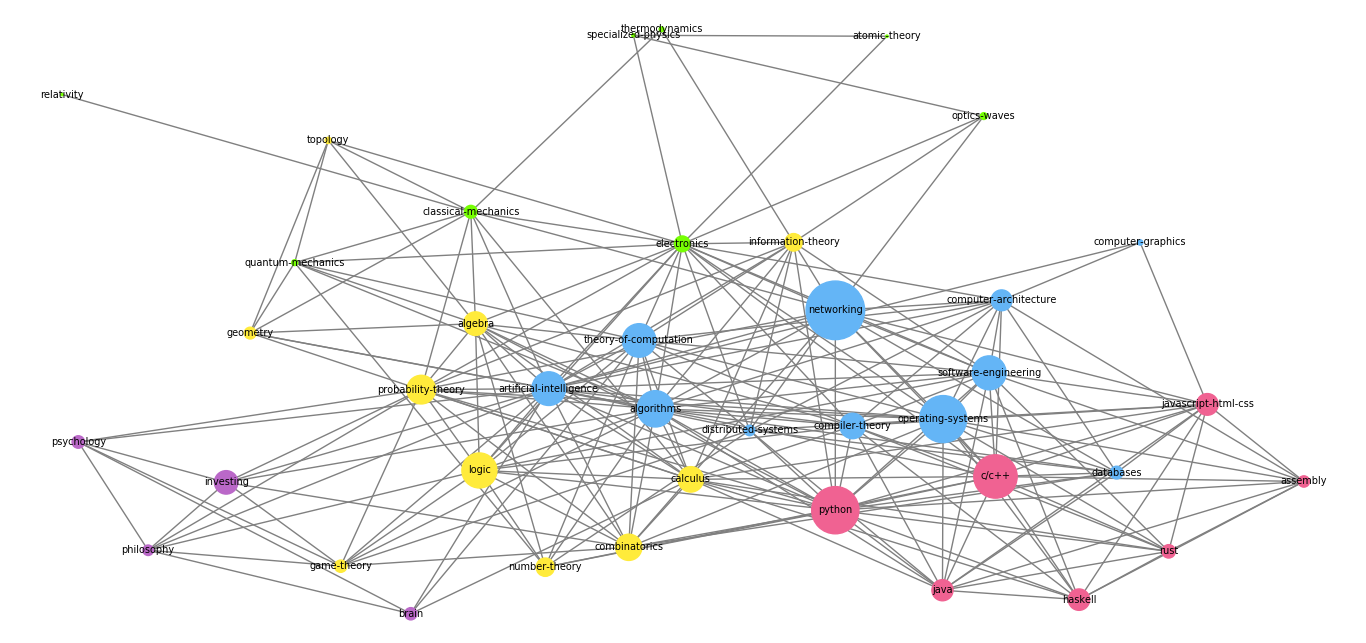 thermodynamics
specialized-physics
atomic-theory
relativity
optics-waves
topology
classical-mechanics
electronics
information-theory
computer-graphics
quantum-mechanics
computer-architecture
networking
algebra
geometry
theory-of-computation
software-engineering
probability-theory
artificial-intelligence
javascript-html-css
algorithms
operating-systems
compiler-theory
distributed-systems
psychology
logic
databases
c/c++
calculus
investing
assembly
python
combinatorics
philosophy
rust
game-theory
number-theory
java
haskell
brain